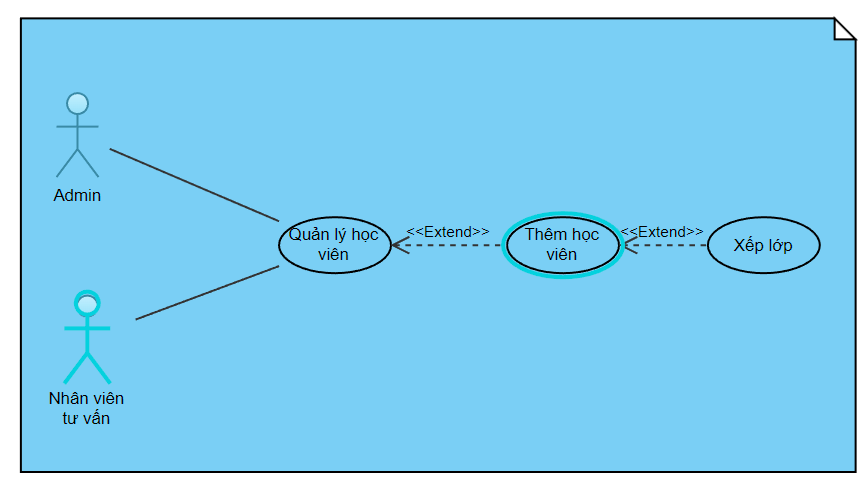 Admin
Quản lý học
viên
<<Extend>>
Thêm học
viên
<<Extend>>
Xếp lớp
Nhân viên
tư vấn